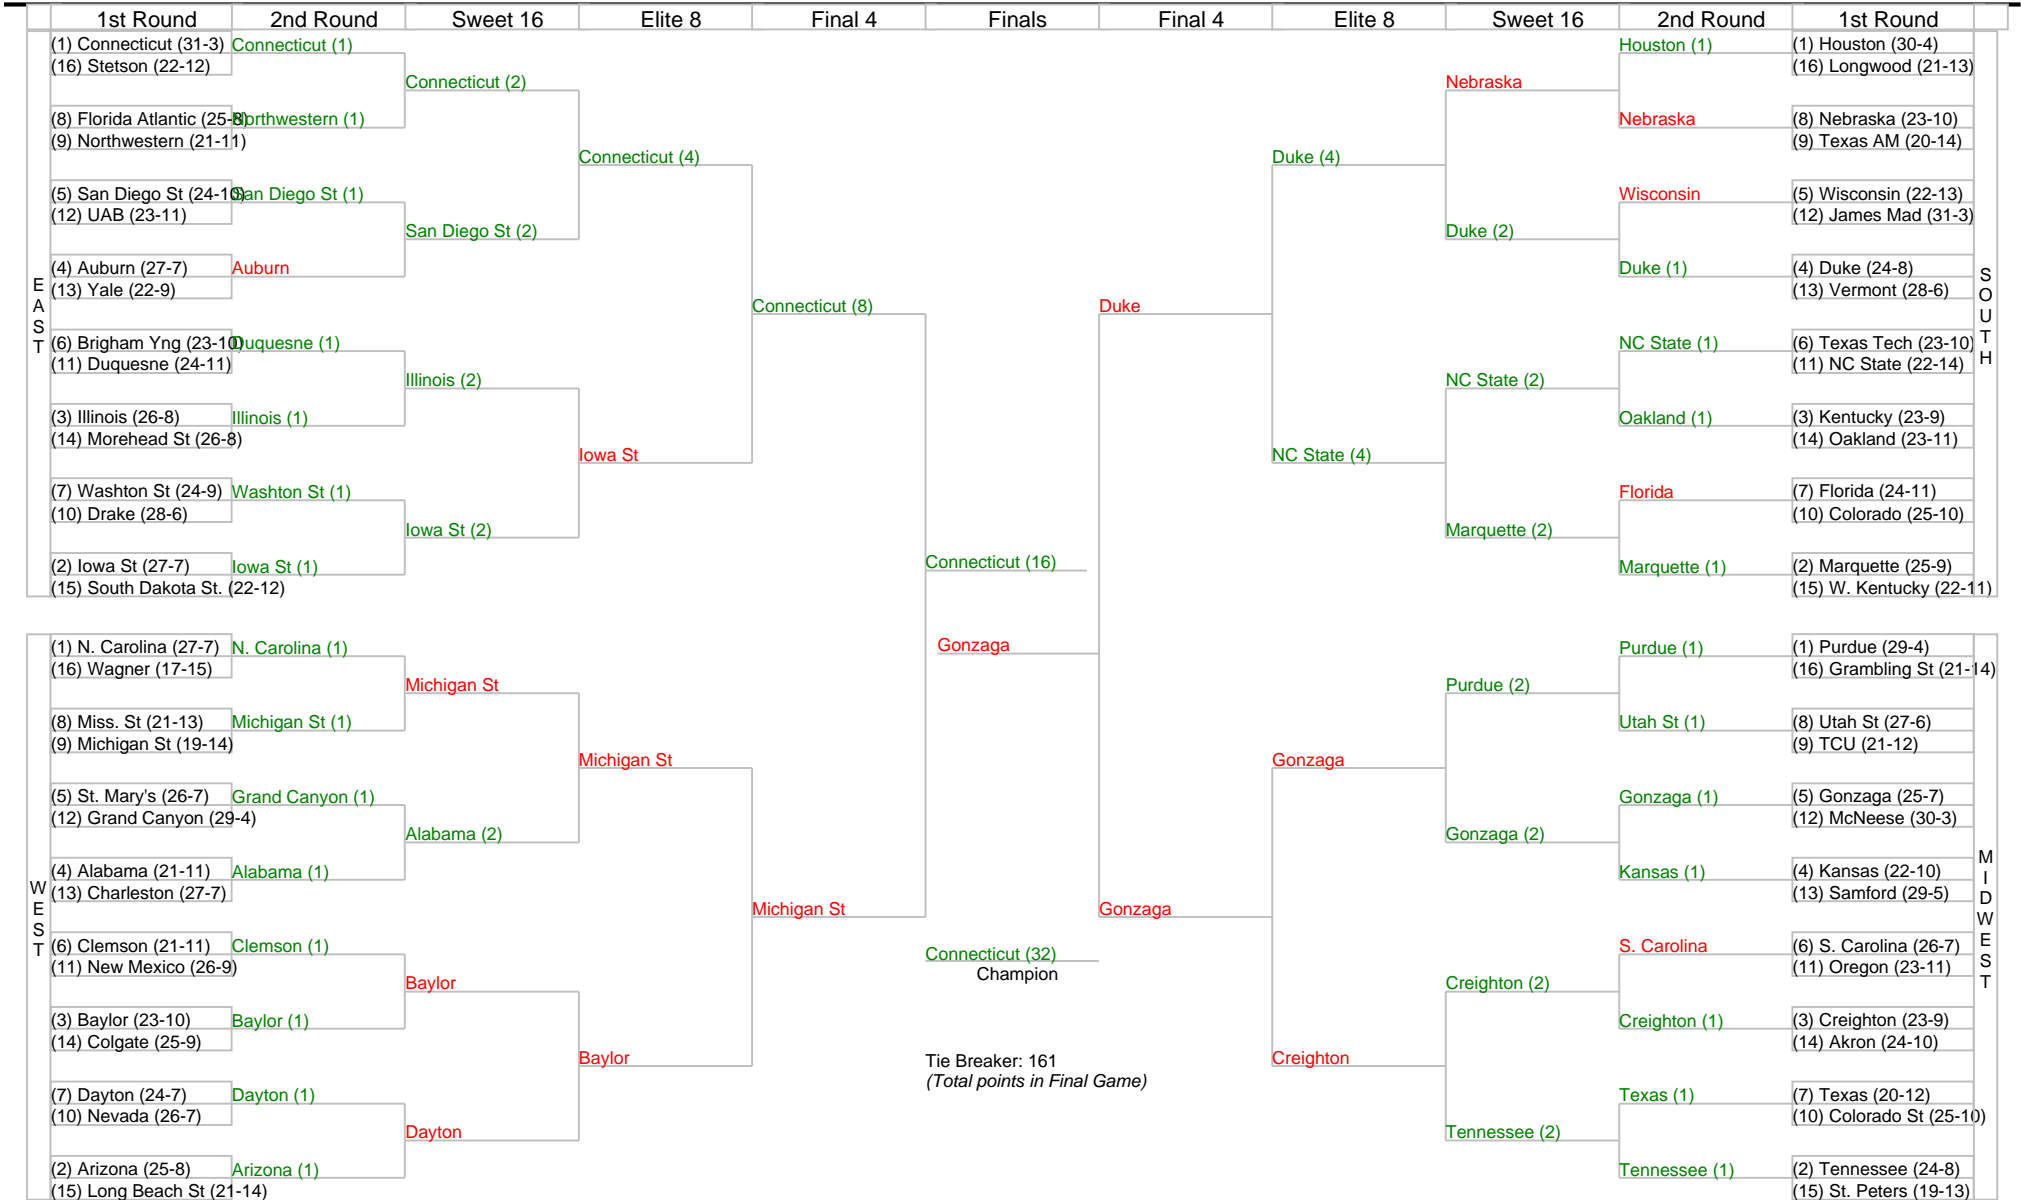 1st Round 2nd Round Sweet 16 Elite 8 Final 4 Finals Final 4 Elite 8 Sweet 16 2nd Round 1st Round
EAST
(1) Connecticut (31-3)
(16) Stetson (22-12)
(8) Florida Atlantic (25-8)
(9) Northwestern (21-11)
(5) San Diego St (24-10)
(12) UAB (23-11)
(4) Auburn (27-7)
(13) Yale (22-9)
(6) Brigham Yng (23-10)
(11) Duquesne (24-11)
(3) Illinois (26-8)
(14) Morehead St (26-8)
(7) Washton St (24-9)
(10) Drake (28-6)
(2) Iowa St (27-7)
(15) South Dakota St. (22-12)
Connecticut (1)
Northwestern (1)
San Diego St (1)
Auburn
Duquesne (1)
Illinois (1)
Washton St (1)
Iowa St (1)
Connecticut (2)
San Diego St (2)
Illinois (2)
Iowa St (2)
Connecticut (4)
Iowa St
Connecticut (8)
WEST
(1) N. Carolina (27-7)
(16) Wagner (17-15)
(8) Miss. St (21-13)
(9) Michigan St (19-14)
(5) St. Mary's (26-7)
(12) Grand Canyon (29-4)
(4) Alabama (21-11)
(13) Charleston (27-7)
(6) Clemson (21-11)
(11) New Mexico (26-9)
(3) Baylor (23-10)
(14) Colgate (25-9)
(7) Dayton (24-7)
(10) Nevada (26-7)
(2) Arizona (25-8)
(15) Long Beach St (21-14)
N. Carolina (1)
Michigan St (1)
Grand Canyon (1)
Alabama (1)
Clemson (1)
Baylor (1)
Dayton (1)
Arizona (1)
Michigan St
Alabama (2)
Baylor
Dayton
Michigan St
Baylor
Michigan St
Connecticut (16)
Gonzaga
Connecticut (32)
Champion
Tie Breaker: 161
(Total points in Final Game)
Duke
Gonzaga
Duke (4)
NC State (4)
Nebraska
Duke (2)
NC State (2)
Marquette (2)
Houston (1)
Nebraska
Wisconsin
Duke (1)
NC State (1)
Oakland (1)
Florida
Marquette (1)
(1) Houston (30-4)
(16) Longwood (21-13)
(8) Nebraska (23-10)
(9) Texas AM (20-14)
(5) Wisconsin (22-13)
(12) James Mad (31-3)
(4) Duke (24-8)
(13) Vermont (28-6)
(6) Texas Tech (23-10)
(11) NC State (22-14)
(3) Kentucky (23-9)
(14) Oakland (23-11)
(7) Florida (24-11)
(10) Colorado (25-10)
(2) Marquette (25-9)
(15) W. Kentucky (22-11)
SOUTH
Gonzaga
Creighton
Purdue (2)
Gonzaga (2)
Creighton (2)
Tennessee (2)
Purdue (1)
Utah St (1)
Gonzaga (1)
Kansas (1)
S. Carolina
Creighton (1)
Texas (1)
Tennessee (1)
(1) Purdue (29-4)
(16) Grambling St (21-14)
(8) Utah St (27-6)
(9) TCU (21-12)
(5) Gonzaga (25-7)
(12) McNeese (30-3)
(4) Kansas (22-10)
(13) Samford (29-5)
(6) S. Carolina (26-7)
(11) Oregon (23-11)
(3) Creighton (23-9)
(14) Akron (24-10)
(7) Texas (20-12)
(10) Colorado St (25-10)
(2) Tennessee (24-8)
(15) St. Peters (19-13)
MIDWEST